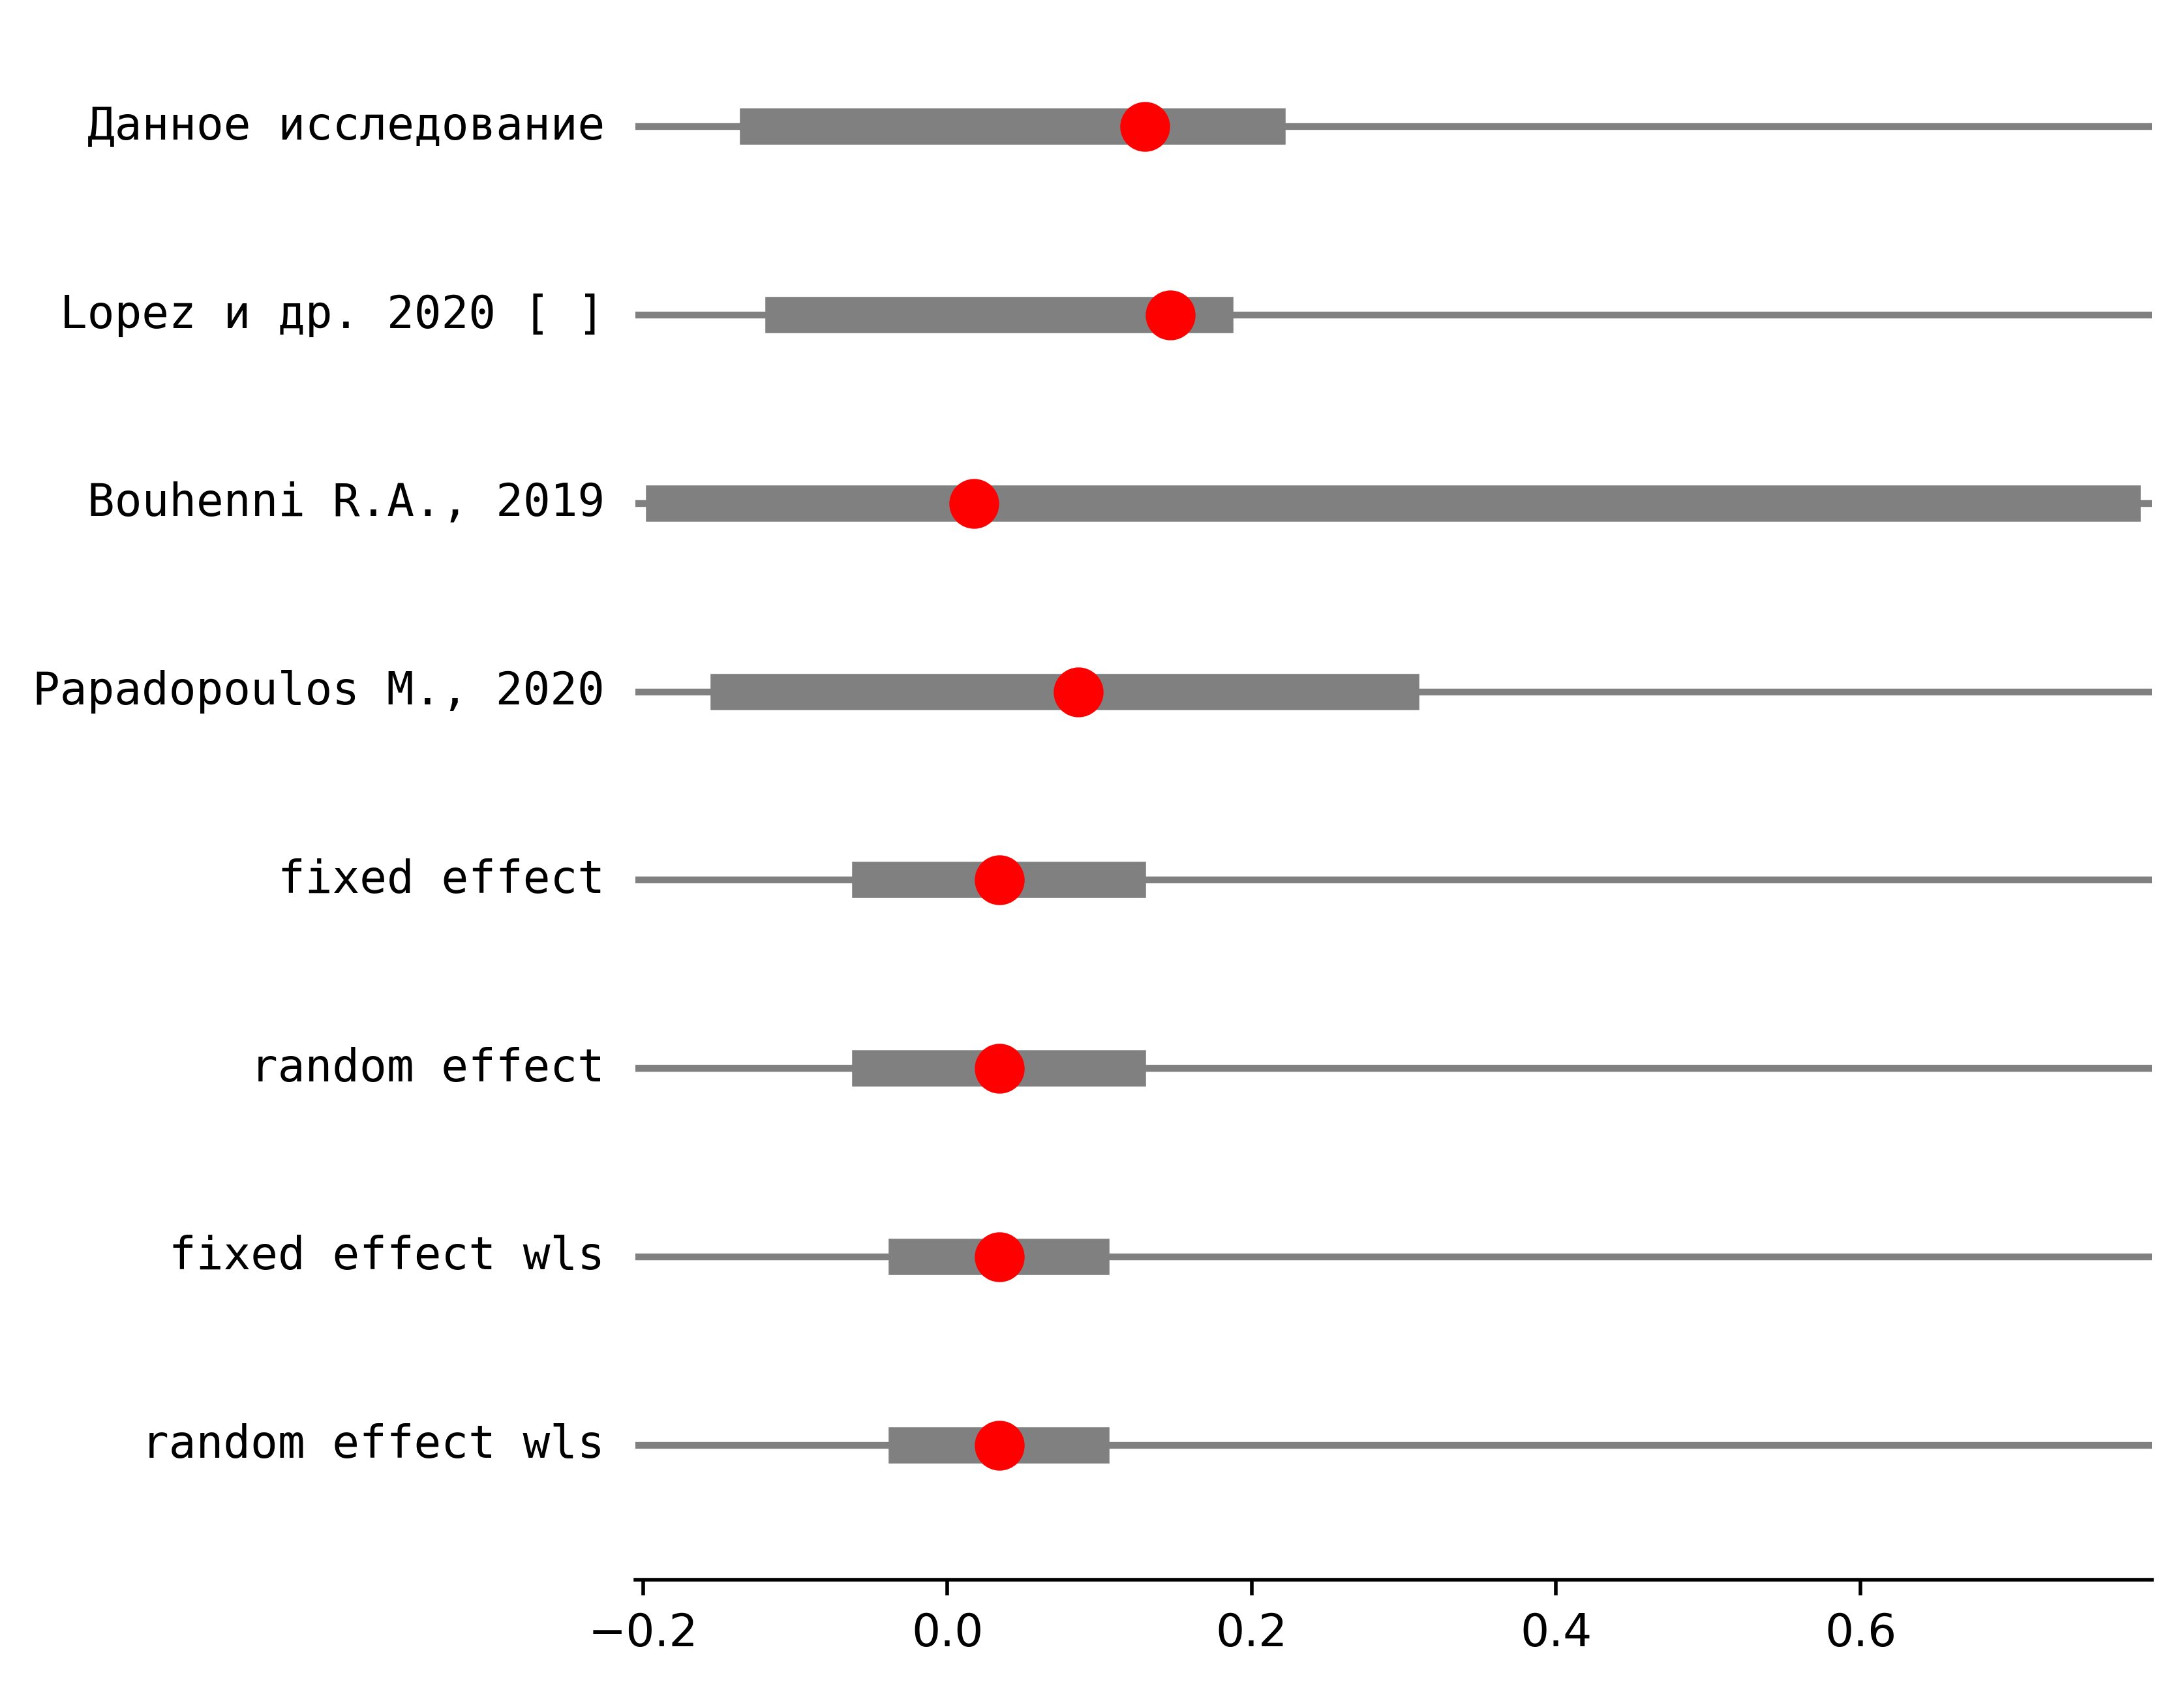 Данное исследование
Lopez и др. 2020 [ ]
Bouhenni R.A., 2019
Papadopoulos M., 2020
fixed effect
random effect
fixed effect wls
random effect wls
−0.2 0.0 0.2 0.4 0.6